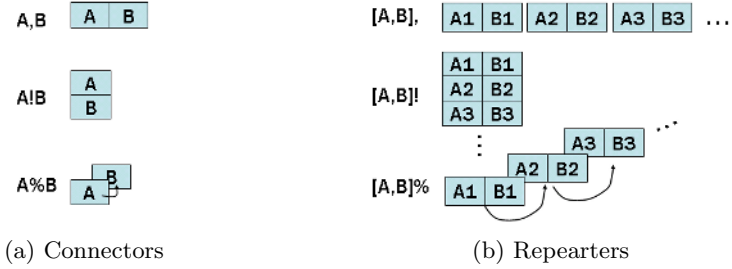 A,B A B
[A,B], A1 B1 A2 B2 A3 B3 ...
A!B A
B
[A,B]! A1 B1
A2 B2
A3 B3
A%B A B
[A,B]% A1 B1 A2 B2 A3 B3 ...
(a) Connectors
(b) Repearters